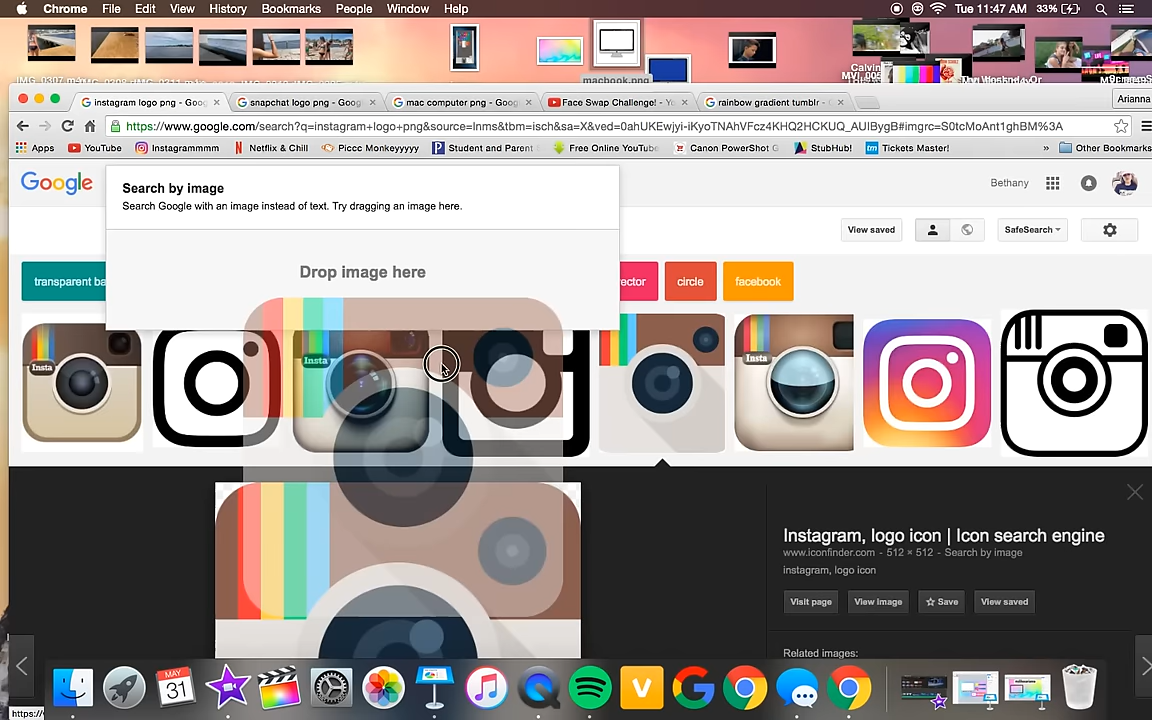 Chrome File Edit View History Bookmarks People Window Help Tue 11:47 AM 33%
macbook.png
Calvin
instagram logo png - Goog
snapchat logo png - Goog
mac computer png - Goog
Face Swap Challenge! - Yo
rainbow gradient tumblr -
Arianna
https://www.google.com/search?q=instagram+logo+png&source=lnms&tbm=isch&sa=X&ved=0ahUKEwjyi-iKyoTNAhVFcz4KHQ2HCKUQ_AUIBygB#imgrc=S0tcMoAnt1ghBM%3A
Apps YouTube Instagrammmm Netflix & Chill Piccc Monkeyyyyy Student and Parent Free Online YouTube Canon PowerShot G StubHub! Tickets Master! » Other Bookmarks
Google
Search by image
Search Google with an image instead of text. Try dragging an image here.
Bethany
View saved
SafeSearch
Drop image here
transparent ba
ector
circle
facebook
Insta
Insta
Insta
Instagram, logo icon | Icon search engine
www.iconfinder.com - 512 × 512 - Search by image
instagram, logo icon
Visit page
View image
Save
View saved
Related images:
MAY
31
V
https://